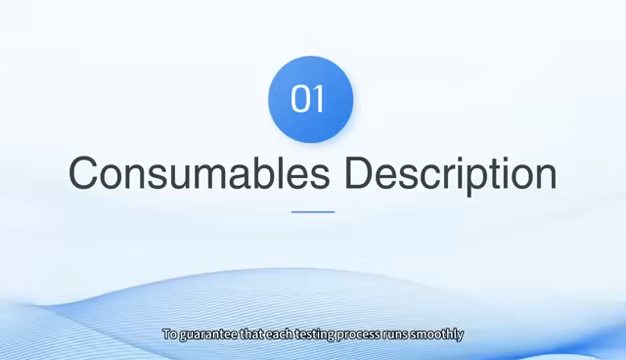 01
Consumables Description
To guarantee that each testing process runs smoothly